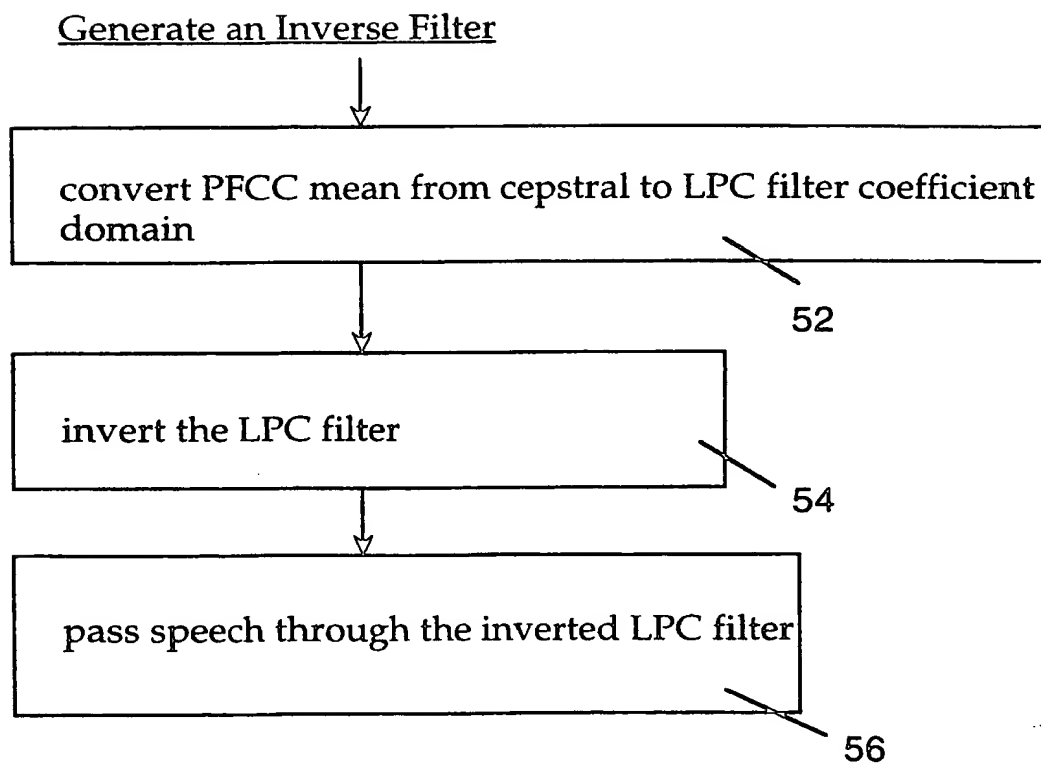 Generate an Inverse Filter
convert PFCC mean from cepstral to LPC filter coefficient
domain
52
invert the LPC filter
54
pass speech through the inverted LPC filter
56